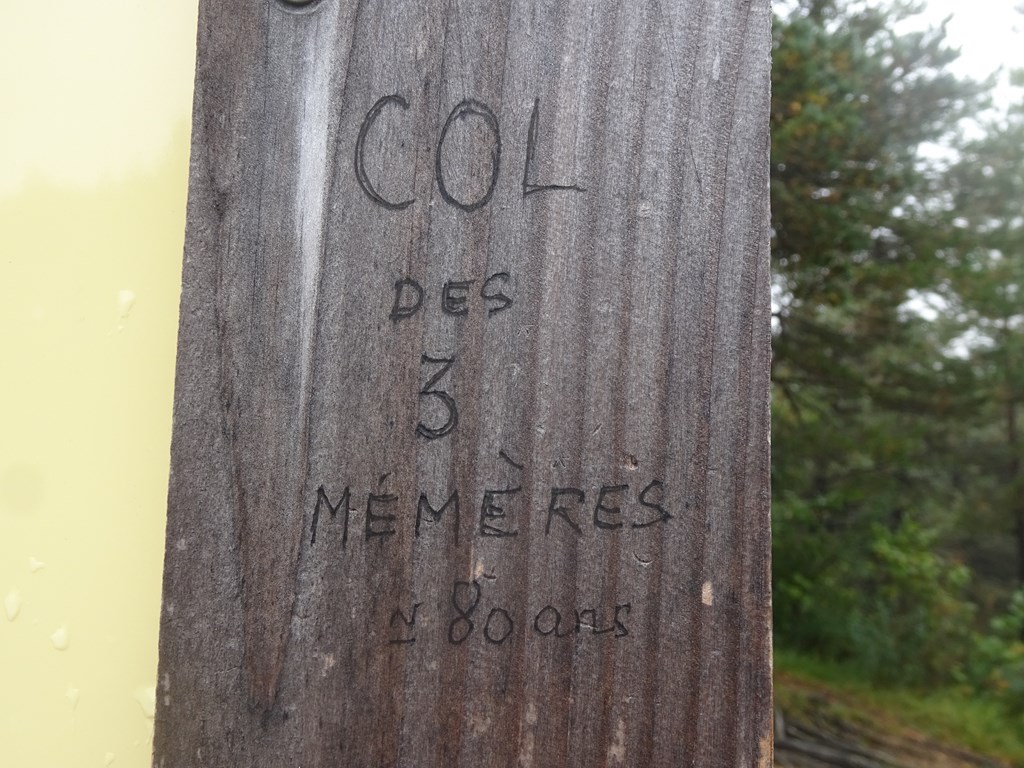 COL
DES
3
MÉMÈRES
~ 80 ans